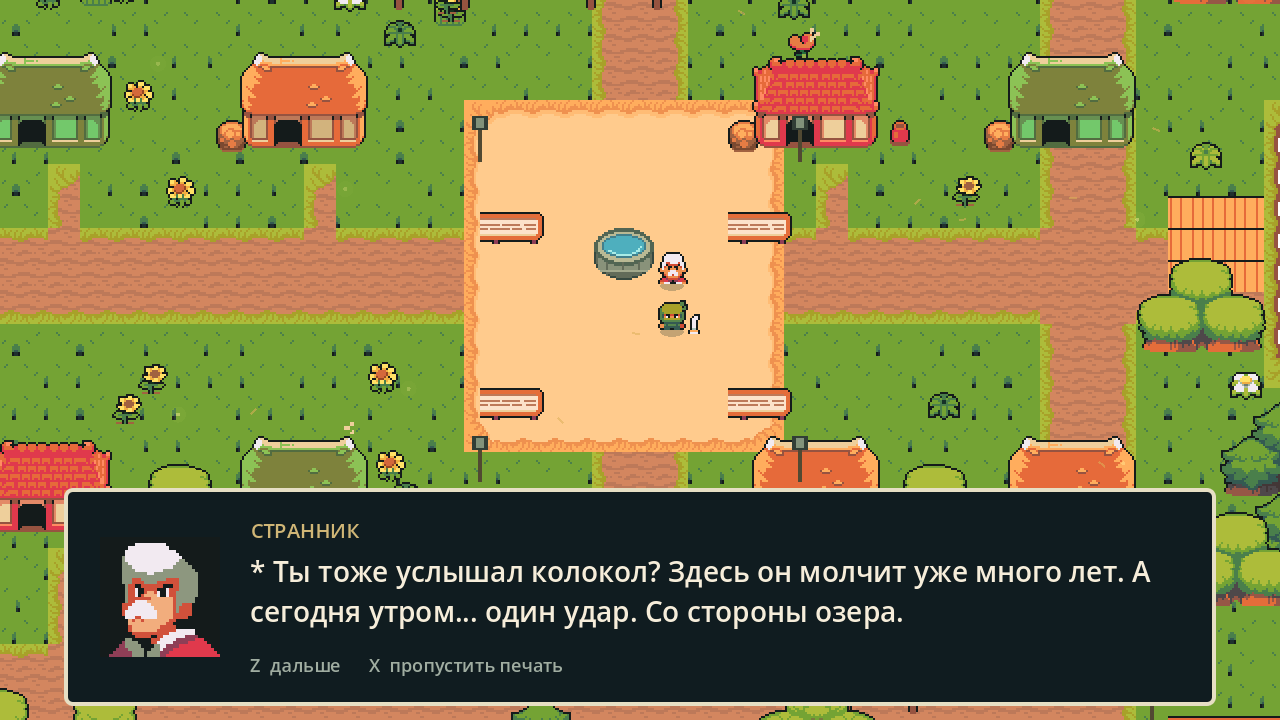 СТРАННИК
* Ты тоже услышал колокол? Здесь он молчит уже много лет. А
сегодня утром... один удар. Со стороны озера.
Z дальше X пропустить печать